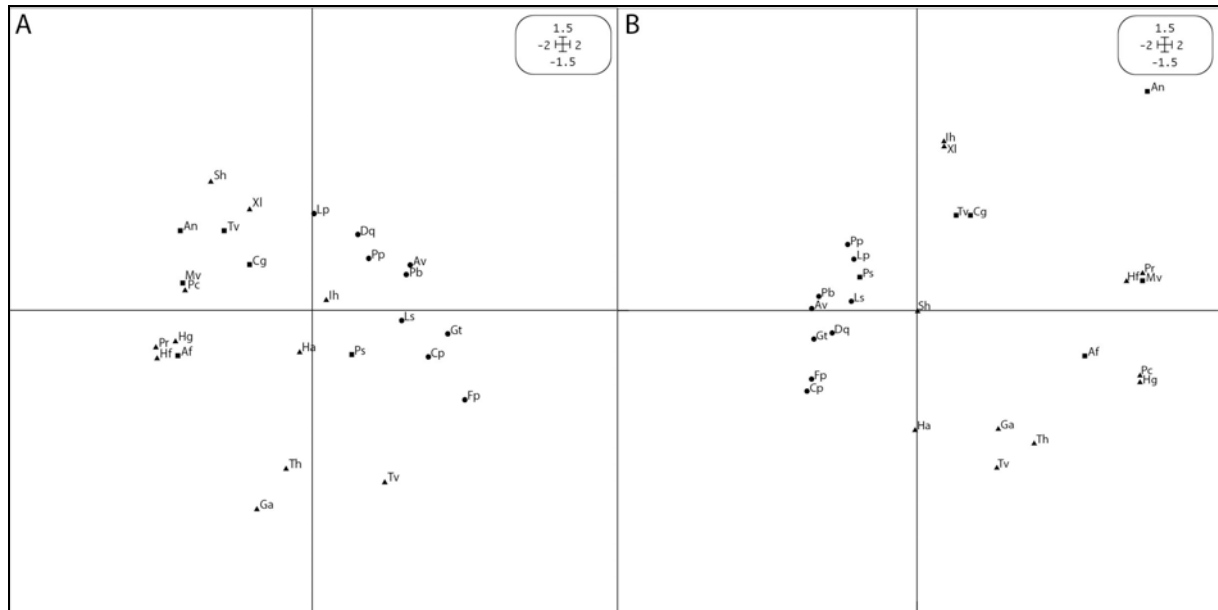 A
1.5
-2 2
-1.5
Sh
Xl
Lp
An
Tv
Dq
Pp
Cg
Av
Pb
Mv
Pc
Ih
Ls
Gt
Hg
Pr
Hf
Af
Ha
Ps
Cp
Fp
Th
Tv
Ga
B
1.5
-2 2
-1.5
An
Ih
Xl
Tv Cg
Pp
Lp
Ps
Pr
Hf Mv
Pb
Ls
Av
Sh
Gt
Dq
Af
Fp
Pc
Cp
Hg
Ha
Ga
Th
Tv